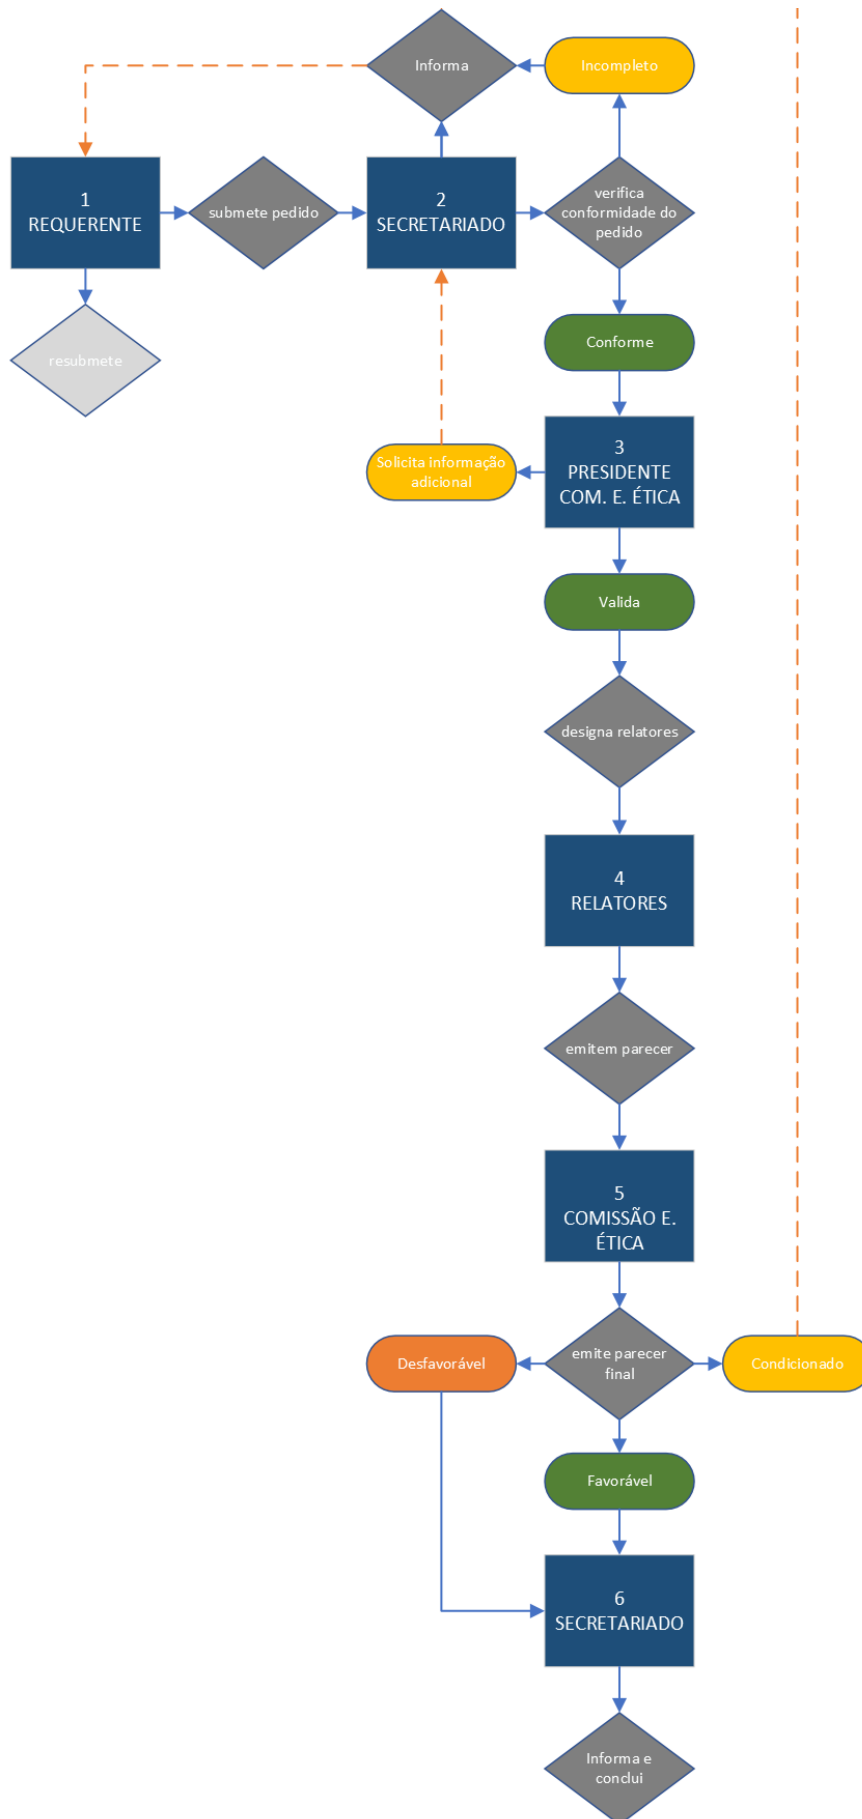 Informa
Incompleto
1
REQUERENTE
submete pedido
2
SECRETARIADO
verifica
conformidade do
pedido
resubmete
Conforme
Solicita informação
adicional
3
PRESIDENTE
COM. E. ÉTICA
Valida
designa relatores
4
RELATORES
emitem parecer
5
COMISSÃO E.
ÉTICA
Desfavorável
emite parecer
final
Condicionado
Favorável
6
SECRETARIADO
Informa e
conclui